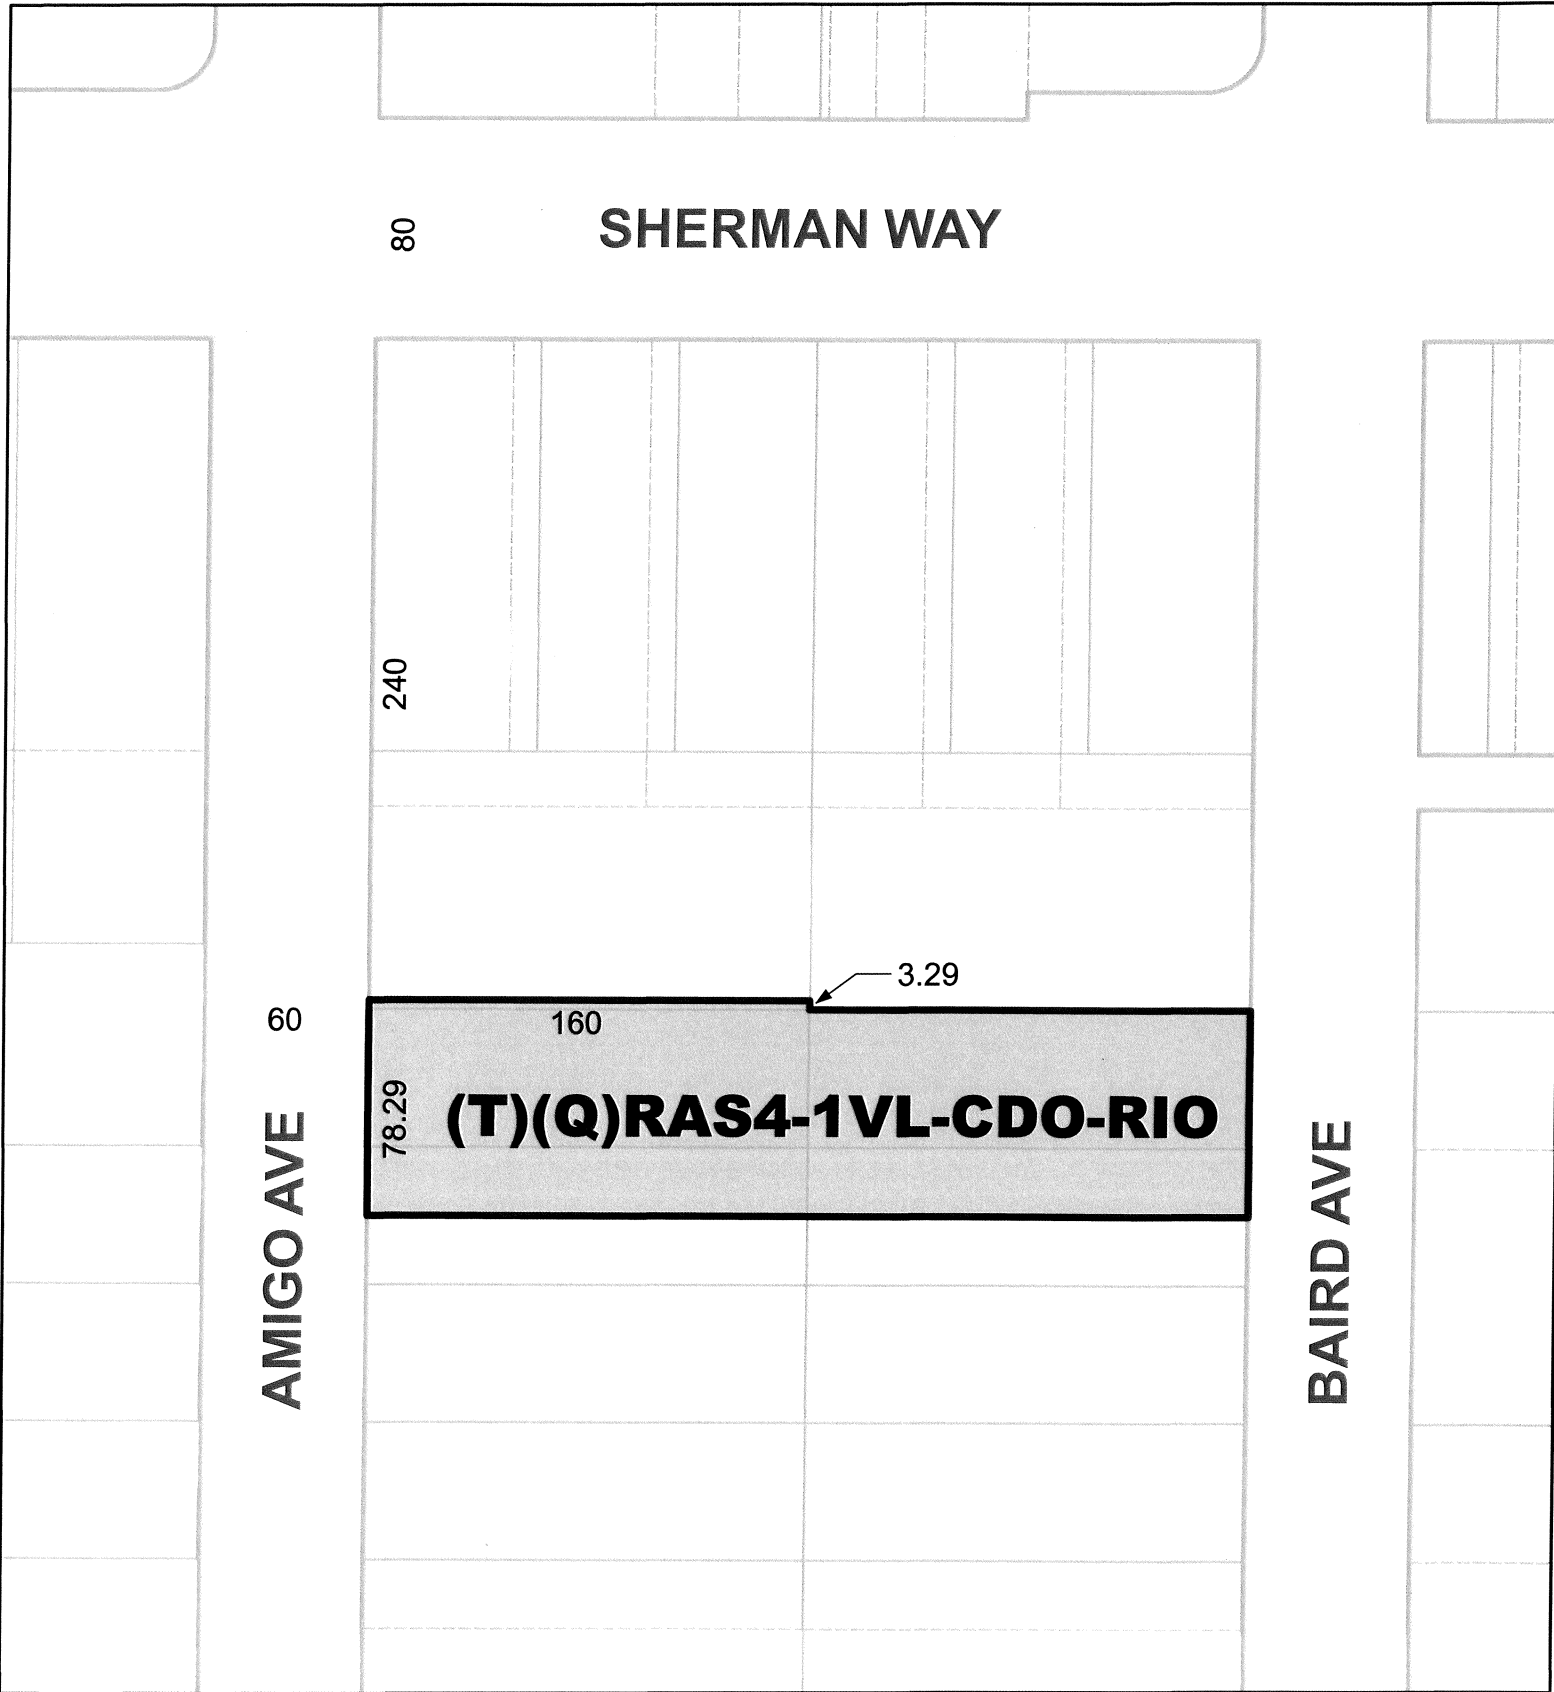 80
SHERMAN WAY
240
3.29
60
160
78.29
(T)(Q)RAS4-1VL-CDO-RIO
AMIGO AVE
BAIRD AVE